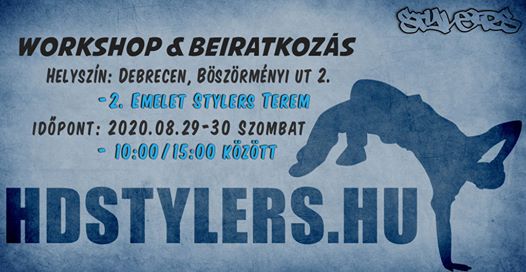 STYLERS
WORKSHOP & BEIRATKOZÁS
HELYSZÍN: DEBRECEN, BÖSZÖRMÉNYI UT 2.
-2. EMELET STYLERS TEREM
IDŐPONT: 2020.08.29-30 SZOMBAT
- 10:00/15:00 KÖZÖTT
HDSTYLERS.HU